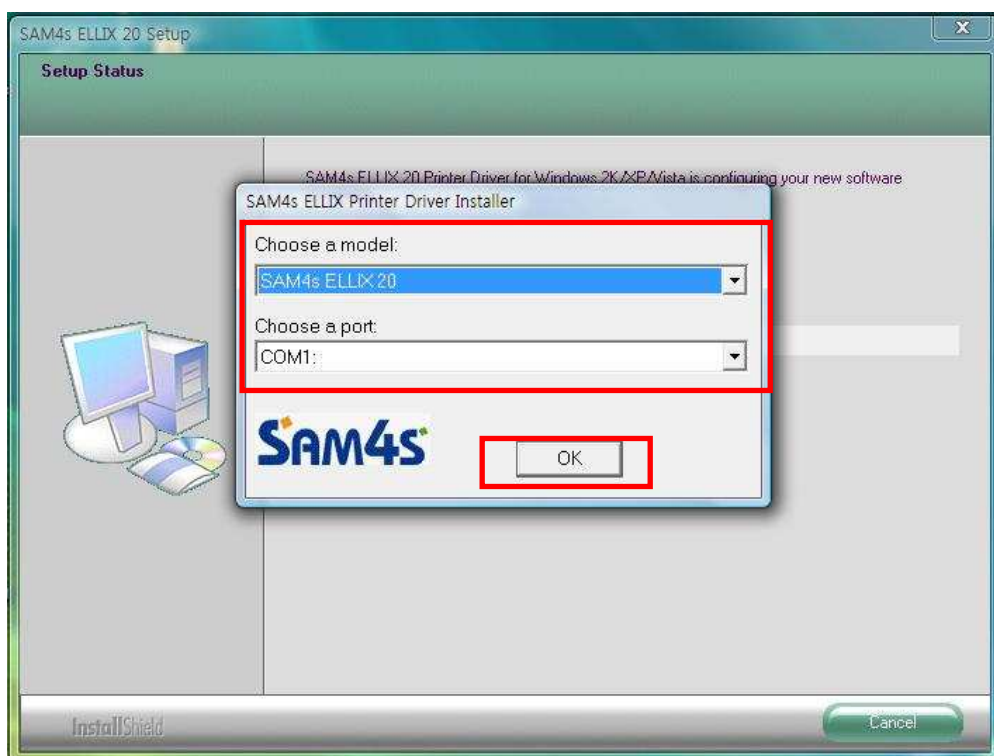 SAM4s ELLIX 20 Setup
Setup Status
SAM4s ELLIX 20 Printer Driver for Windows 2K/XP/Vista is configuring your new software
SAM4s ELLIX Printer Driver Installer
Choose a model:
SAM4s ELLIX 20
Choose a port:
COM1:
SAM4S
OK
InstallShield
Cancel